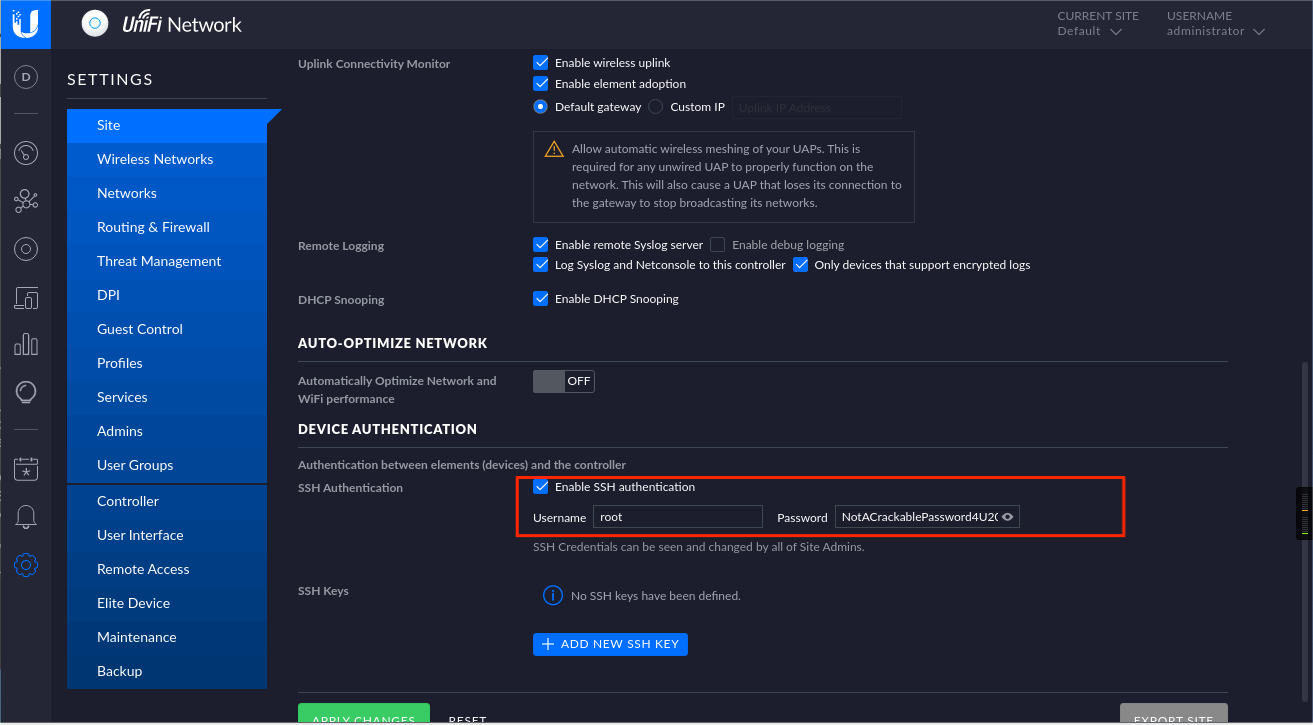 UniFi Network
CURRENT SITE
Default
USERNAME
administrator
D
SETTINGS
Site
Wireless Networks
Networks
Routing & Firewall
Threat Management
DPI
Guest Control
Profiles
Services
Admins
User Groups
Controller
User Interface
Remote Access
Elite Device
Maintenance
Backup
Uplink Connectivity Monitor
Enable wireless uplink
Enable element adoption
Default gateway Custom IP Uplink IP Address
Allow automatic wireless meshing of your UAPs. This is
required for any unwired UAP to properly function on the
network. This will also cause a UAP that loses its connection to
the gateway to stop broadcasting its networks.
Remote Logging
Enable remote Syslog server Enable debug logging
Log Syslog and Netconsole to this controller Only devices that support encrypted logs
DHCP Snooping
Enable DHCP Snooping
AUTO-OPTIMIZE NETWORK
Automatically Optimize Network and
WiFi performance
OFF
DEVICE AUTHENTICATION
Authentication between elements (devices) and the controller
SSH Authentication
Enable SSH authentication
Username root Password NotACrackablePassword4U2
SSH Credentials can be seen and changed by all of Site Admins.
SSH Keys
No SSH keys have been defined.
ADD NEW SSH KEY
APPLY CHANGES RESET EXPORT SITE